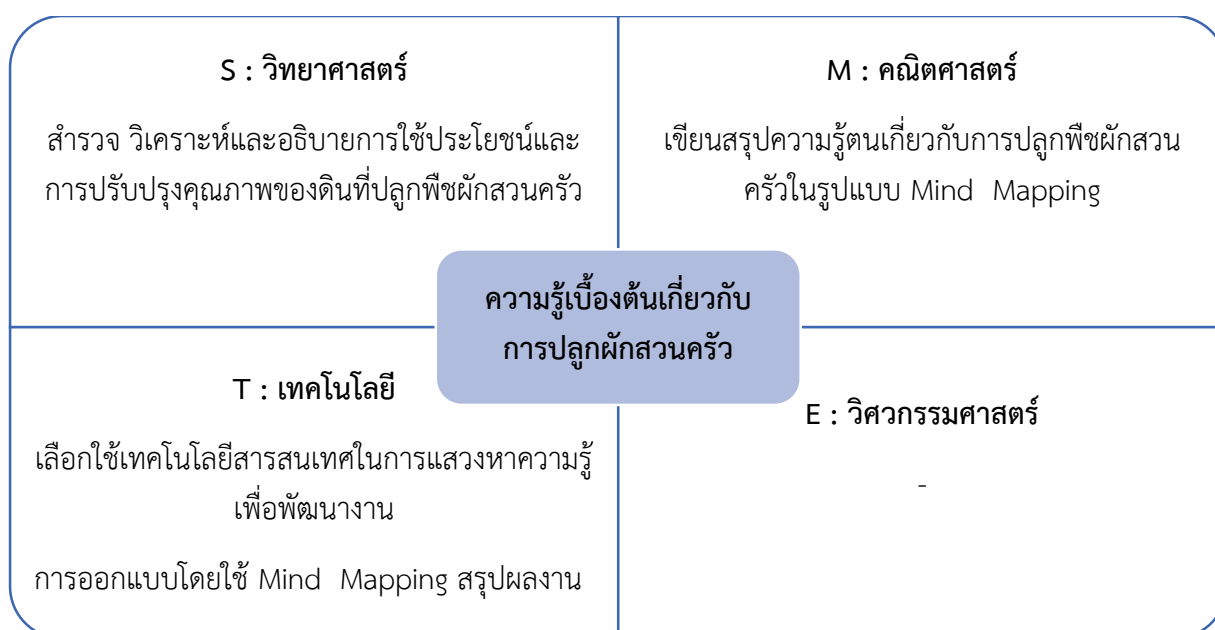 S : วิทยาศาสตร์
สำรวจ วิเคราะห์และอธิบายการใช้ประโยชน์และ
การปรับปรุงคุณภาพของดินที่ปลูกพืชผักสวนครัว
M : คณิตศาสตร์
เขียนสรุปความรู้ตนเกี่ยวกับการปลูกพืชผักสวน
ครัวในรูปแบบ Mind Mapping
ความรู้เบื้องต้นเกี่ยวกับ
การปลูกผักสวนครัว
T : เทคโนโลยี
เลือกใช้เทคโนโลยีสารสนเทศในการแสวงหาความรู้
เพื่อพัฒนางาน
การออกแบบโดยใช้ Mind Mapping สรุปผลงาน
E : วิศวกรรมศาสตร์
-